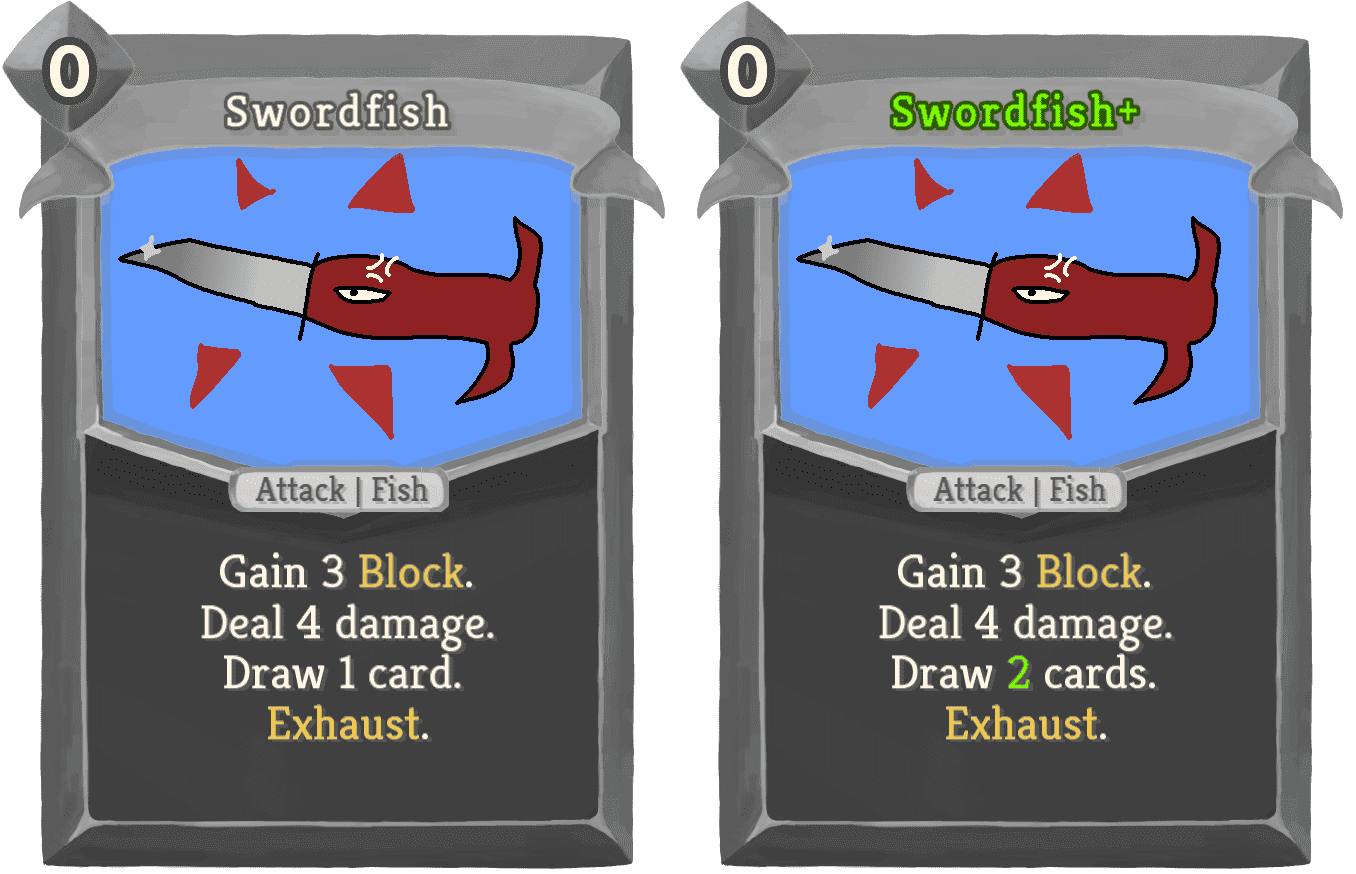 0
Swordfish
Attack | Fish
Gain 3 Block.
Deal 4 damage.
Draw 1 card.
Exhaust.
0
Swordfish+
Attack | Fish
Gain 3 Block.
Deal 4 damage.
Draw 2 cards.
Exhaust.